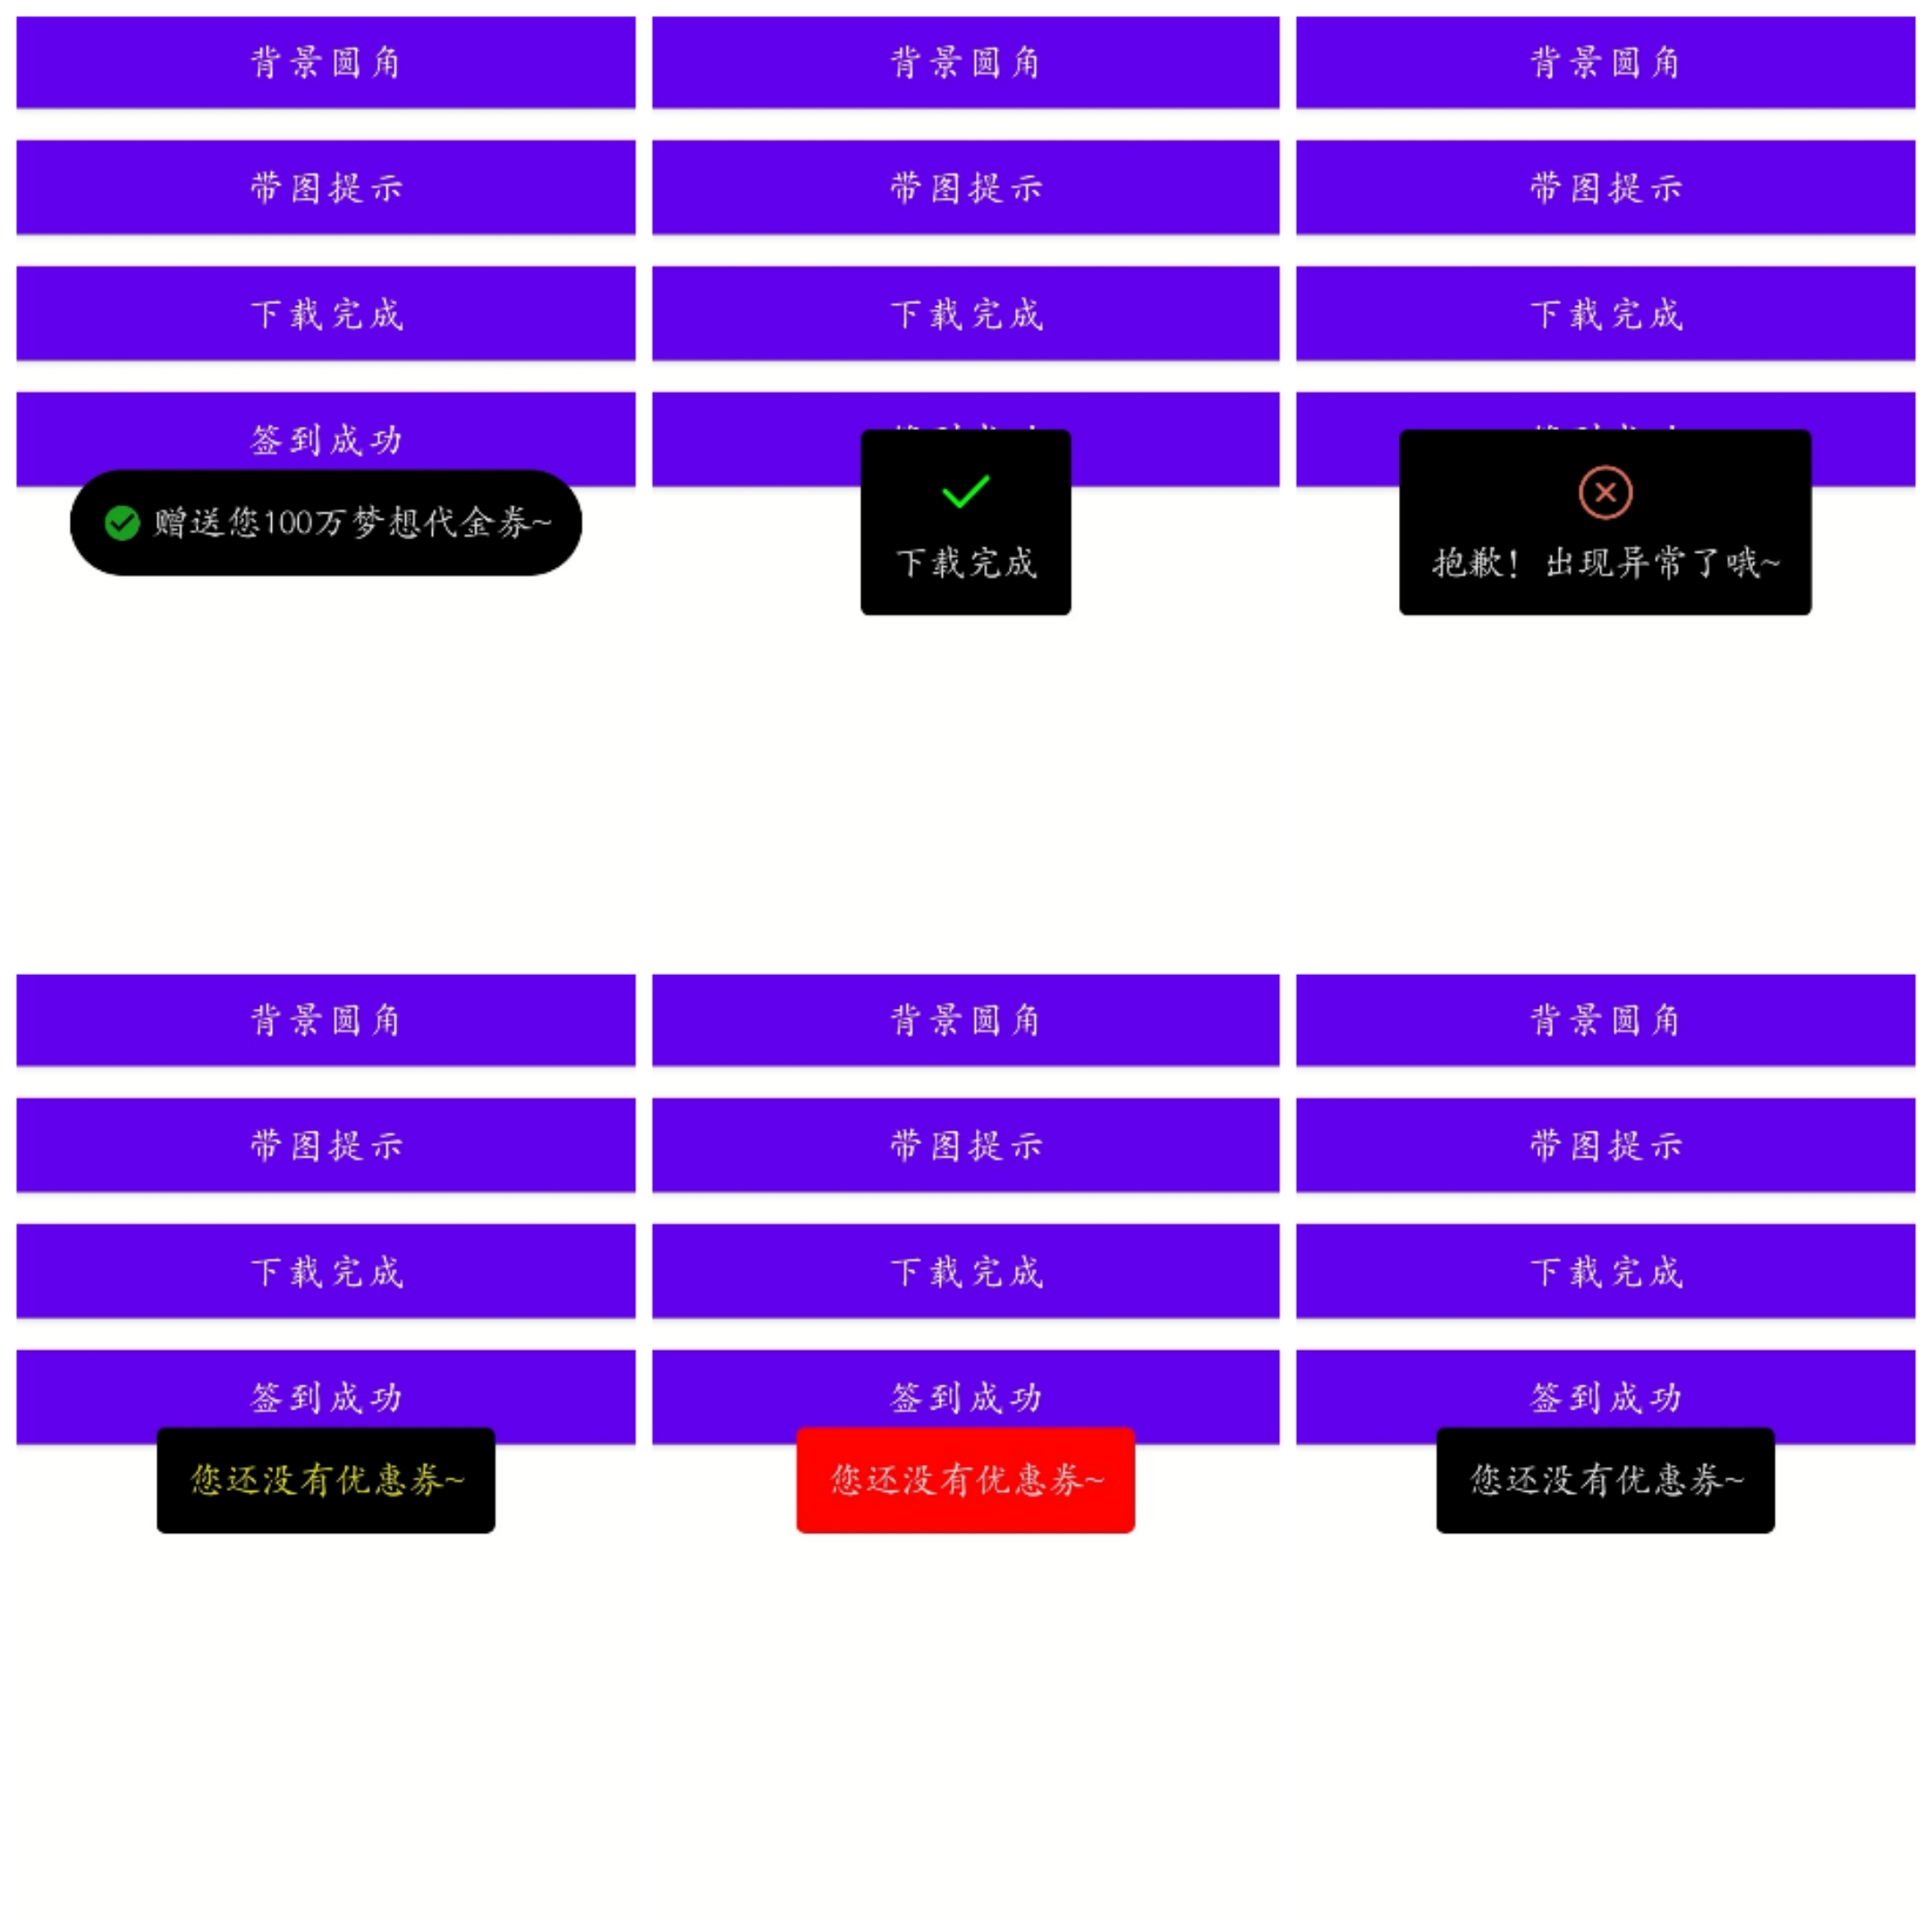 背景圆角
带图提示
下载完成
签到成功
赠送您100万梦想代金券~
背景圆角
带图提示
下载完成
下载完成
背景圆角
带图提示
下载完成
抱歉！出现异常了哦~
背景圆角
带图提示
下载完成
签到成功
您还没有优惠券~
背景圆角
带图提示
下载完成
签到成功
您还没有优惠券~
背景圆角
带图提示
下载完成
签到成功
您还没有优惠券~